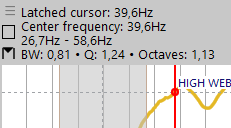 Latched cursor: 39,6Hz
Center frequency: 39,6Hz
26,7Hz - 58,6Hz
BW: 0,81 • Q: 1,24 • Octaves: 1,13
HIGH WEB